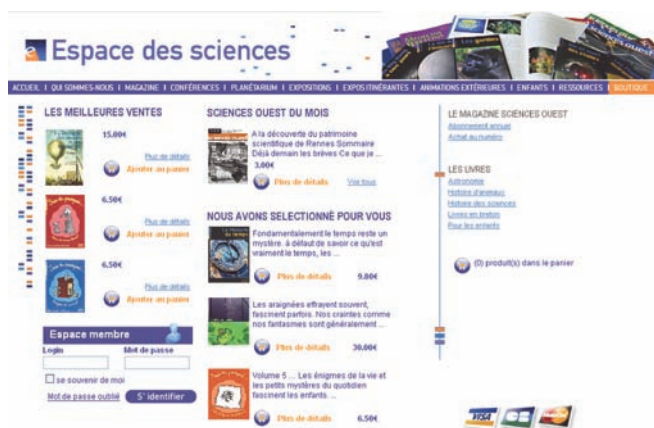 Espace des sciences
ACCUEIL I QUI SOMMES-NOUS I MAGAZINE I CONFÉRENCES I PLANÉTARIUM I EXPOSITIONS I EXPOS ITINÉRANTES I ANIMATIONS EXTÉRIEURES I ENFANTS I RESSOURCES I BOUTIQUE
LES MEILLEURES VENTES
15.00€
Plus de détails
Ajouter au panier
6.50€
Plus de détails
Ajouter au panier
6.50€
Plus de détails
Ajouter au panier
Espace membre
Login
Mot de passe
se souvenir de moi
Mot de passe oublié
S' identifier
SCIENCES OUEST DU MOIS
A la découverte du patrimoine
scientifique de Rennes Sommaire
Déjà demain les brèves Ce que je ...
3.00€
Plus de détails
Voir tous
NOUS AVONS SELECTIONNÉ POUR VOUS
Fondamentalement le temps reste un
mystère. à défaut de savoir ce qu'est
vraiment le temps, les ...
Plus de détails
9.00€
Les araignées effrayent souvent,
fascinent parfois. Nos craintes comme
nos fantasmes sont généralement ...
Plus de détails
30.00€
Volume 5 ... Les énigmes de la vie et
les petits mystères du quotidien
fascinent les enfants. ...
Plus de détails
6.50€
LE MAGAZINE SCIENCES OUEST
Abonnement annuel
Achat au numéro
LES LIVRES
Astronomie
Histoire d'animaux
Histoire des sciences
Livres en breton
Pour les enfants
(0) produit(s) dans le panier
VISA
CB
MasterCard